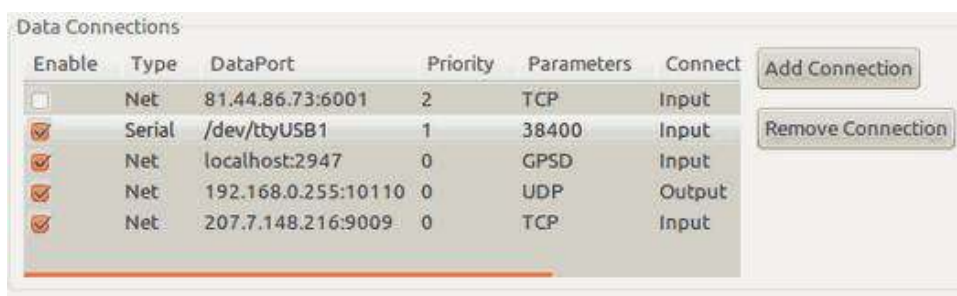 Data Connections
Enable Type DataPort Priority Parameters Connect
Add Connection
Net 81.44.86.73:6001 2 TCP Input
Serial /dev/ttyUSB1 1 38400 Input
Remove Connection
Net localhost:2947 0 GPSD Input
Net 192.168.0.255:10110 0 UDP Output
Net 207.7.148.216:9009 0 TCP Input